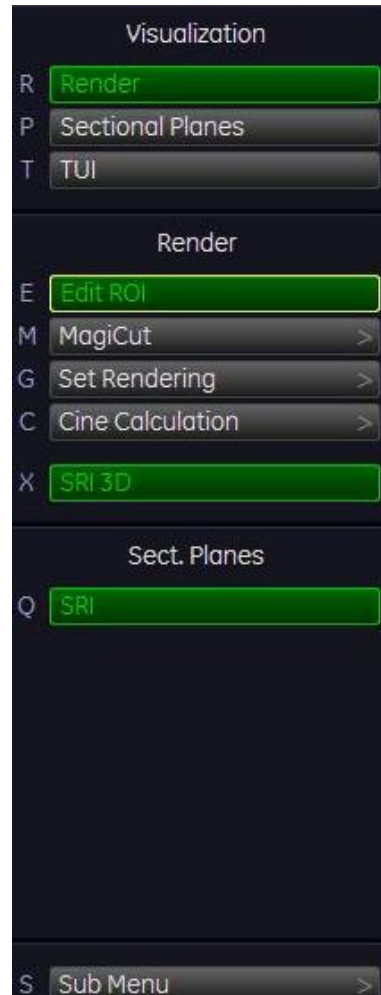 Visualization
R Render
P Sectional Planes
T TUI
Render
E Edit ROI
M MagiCut >
G Set Rendering >
C Cine Calculation >
X SRI 3D
Sect. Planes
Q SRI
S Sub Menu >